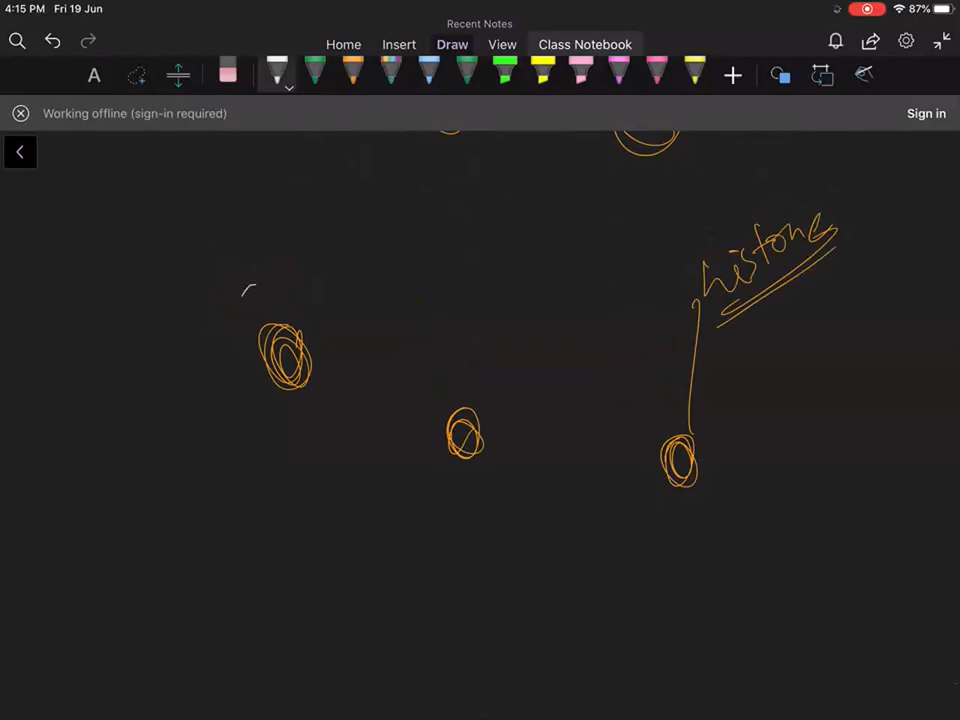 4:15 PM Fri 19 Jun
87%
Recent Notes
Home Insert Draw View Class Notebook
A
Working offline (sign-in required)
Sign in
histone